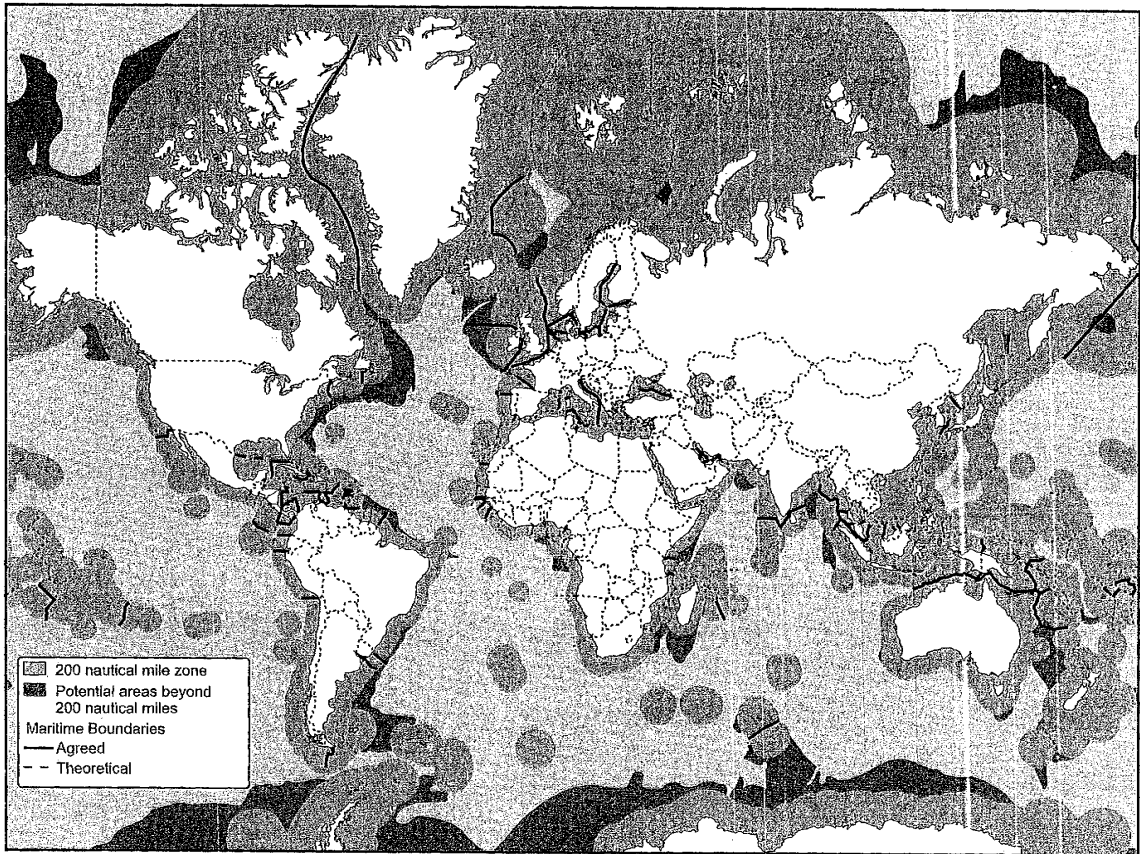 200 nautical mile zone
Potential areas beyond
200 nautical miles
Maritime Boundaries
Agreed
Theoretical